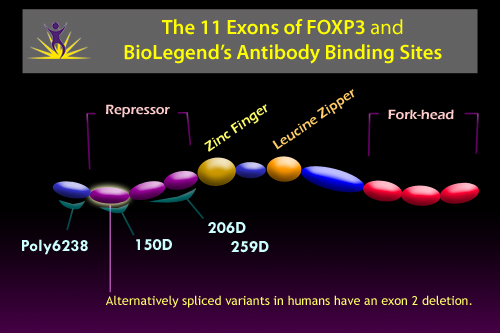 The 11 Exons of FOXP3 and
BioLegend's Antibody Binding Sites
Repressor
Zinc Finger
Leucine Zipper
Fork-head
Poly6238
150D
206D
259D
Alternatively spliced variants in humans have an exon 2 deletion.